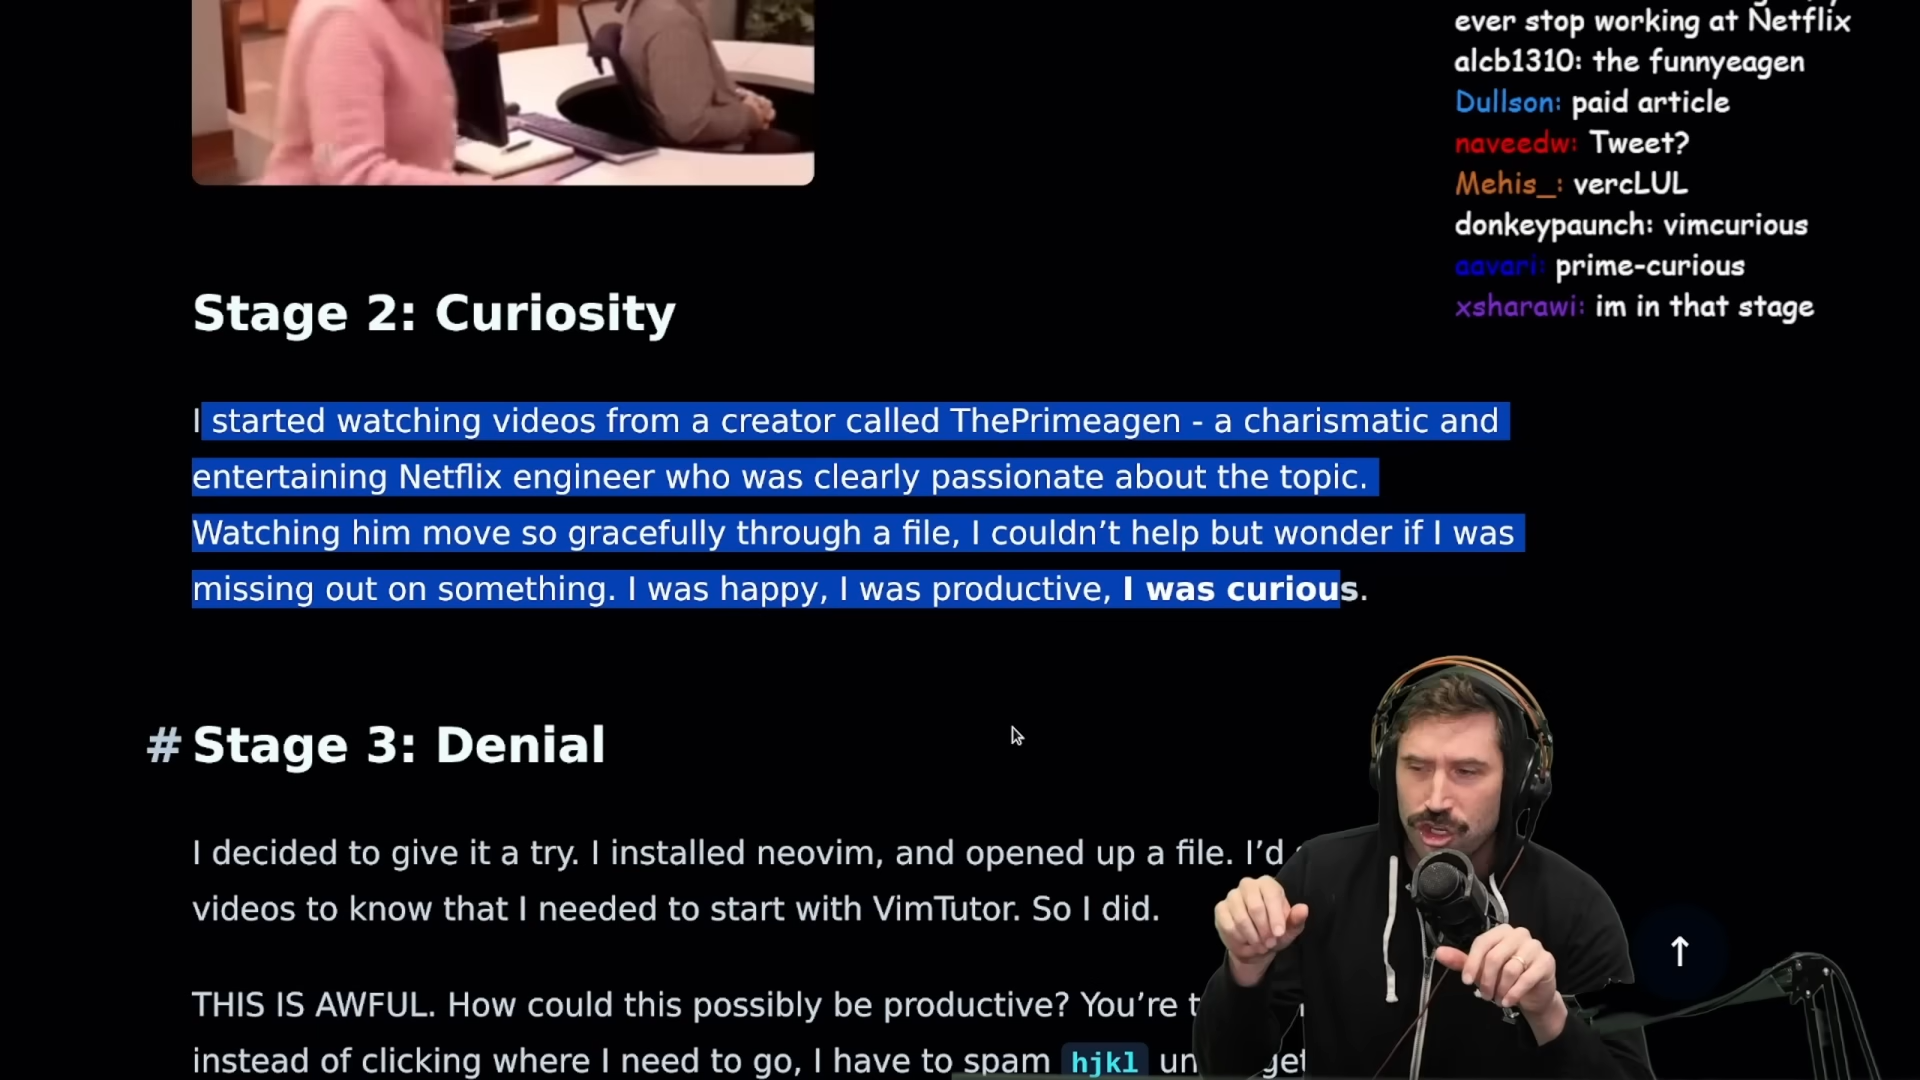 ever stop working at Netflix
alcb1310: the funnyeagen
Dullson: paid article
naveedw: Tweet?
Mehis_: vercLUL
donkeypaunch: vimcurious
aavari: prime-curious
xsharawi: im in that stage
Stage 2: Curiosity
I started watching videos from a creator called ThePrimeagen - a charismatic and
entertaining Netflix engineer who was clearly passionate about the topic.
Watching him move so gracefully through a file, I couldn’t help but wonder if I was
missing out on something. I was happy, I was productive, I was curious.
# Stage 3: Denial
I decided to give it a try. I installed neovim, and opened up a file. I’d
videos to know that I needed to start with VimTutor. So I did.
↑
THIS IS AWFUL. How could this possibly be productive? You’re
instead of clicking where I need to go, I have to spam hjkl